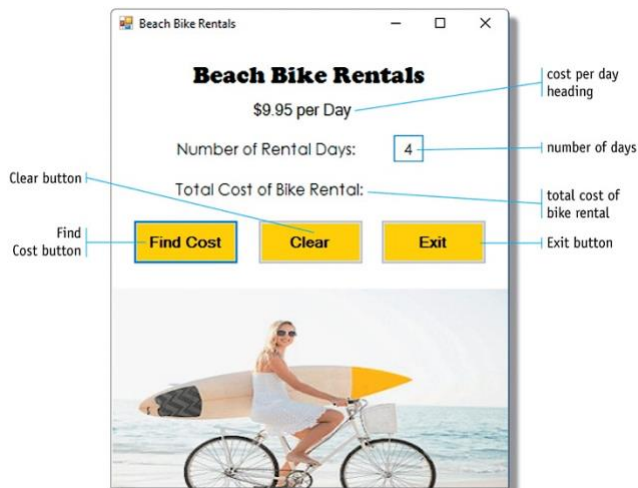 Beach Bike Rentals
Beach Bike Rentals
$9.95 per Day
cost per day
heading
Number of Rental Days:
4
number of days
Clear button
Total Cost of Bike Rental:
total cost of
bike rental
Find
Cost button
Find Cost
Clear
Exit
Exit button